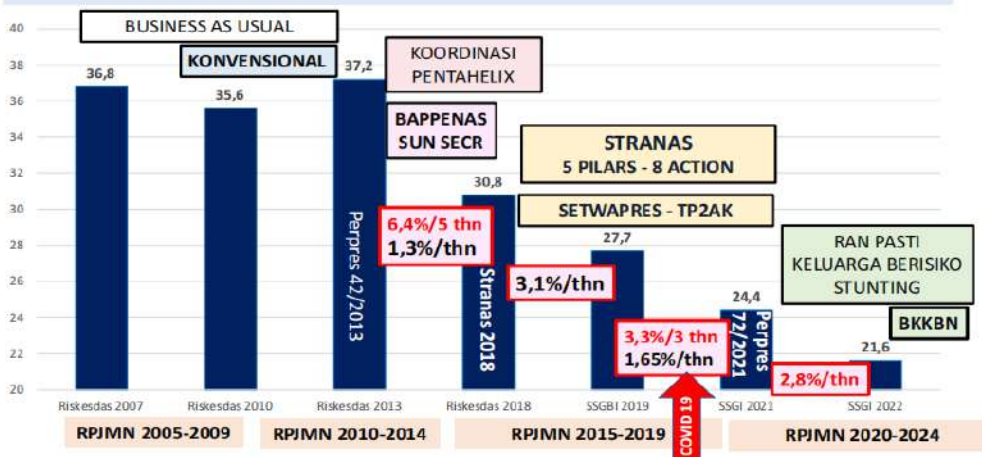 40
38
36
34
32
30
28
26
24
22
20
BUSINESS AS USUAL
KONVENSIONAL
KOORDINASI
PENTAHELIX
BAPPENAS
SUN SECR
STRANAS
5 PILARS - 8 ACTION
SETWAPRES - TP2AK
RAN PASTI
KELUARGA BERISIKO
STUNTING
BKKBN
36,8
35,6
37,2
30,8
27,7
24,4
21,6
Perpres 42/2013
Stranas 2018
Perpres
72/2021
6,4%/5 thn
1,3%/thn
3,1%/thn
3,3%/3 thn
1,65%/thn
2,8%/thn
COVID 19
Riskesdas 2007
Riskesdas 2010
Riskesdas 2013
Riskesdas 2018
SSGBI 2019
SSGI 2021
SSGI 2022
RPJMN 2005-2009
RPJMN 2010-2014
RPJMN 2015-2019
RPJMN 2020-2024